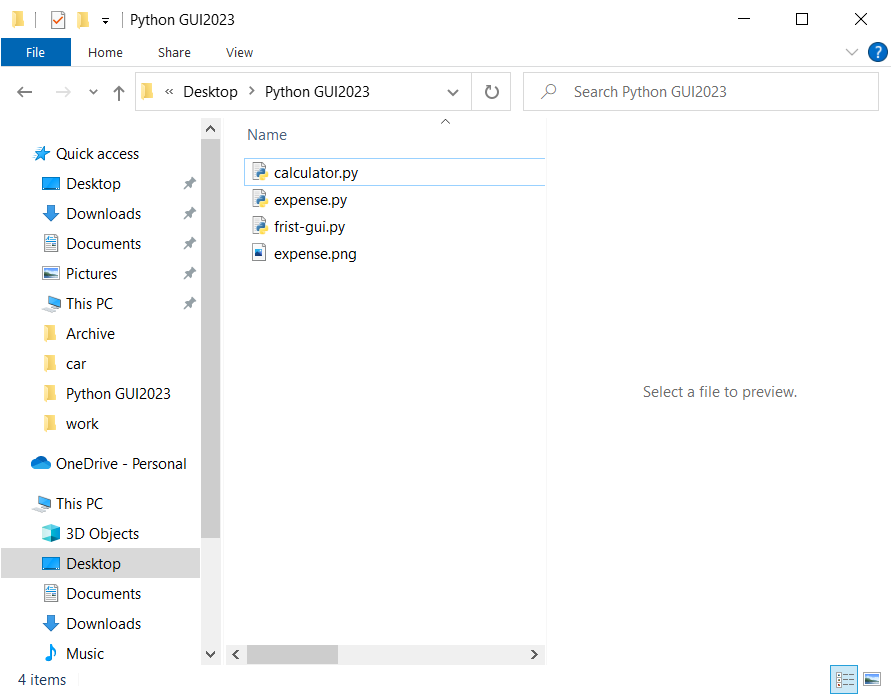 Python GUI2023
File Home Share View
?
« Desktop > Python GUI2023
Search Python GUI2023
Quick access
Desktop
Downloads
Documents
Pictures
This PC
Archive
car
Python GUI2023
work
OneDrive - Personal
This PC
3D Objects
Desktop
Documents
Downloads
Music
Name
calculator.py
expense.py
frist-gui.py
expense.png
Select a file to preview.
4 items